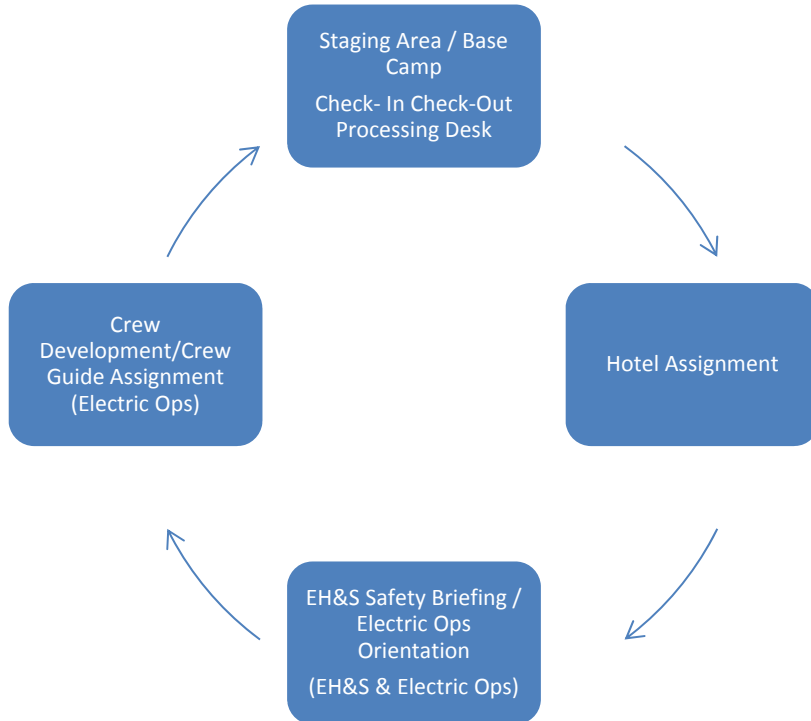 Staging Area / Base
Camp
Check- In Check-Out
Processing Desk
Crew
Development/Crew
Guide Assignment
(Electric Ops)
Hotel Assignment
EH&S Safety Briefing /
Electric Ops
Orientation
(EH&S & Electric Ops)